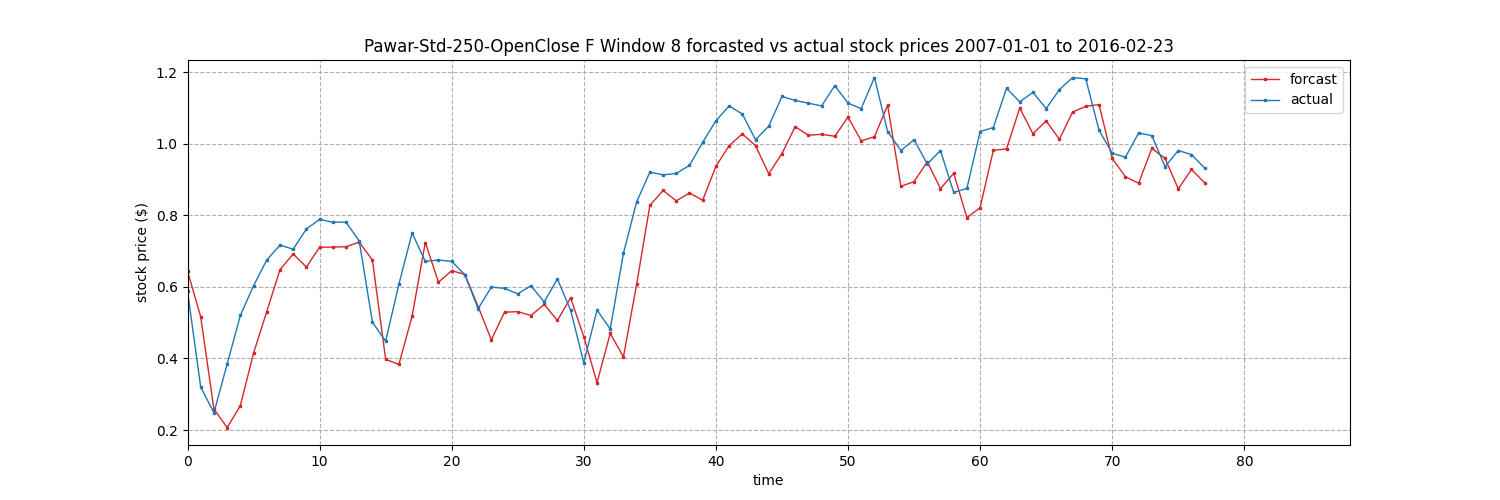 Pawar-Std-250-OpenClose F Window 8 forcasted vs actual stock prices 2007-01-01 to 2016-02-23
forcast
actual
1.2
1.0
0.8
0.6
0.4
0.2
stock price ($)
0 10 20 30 40 50 60 70 80
time